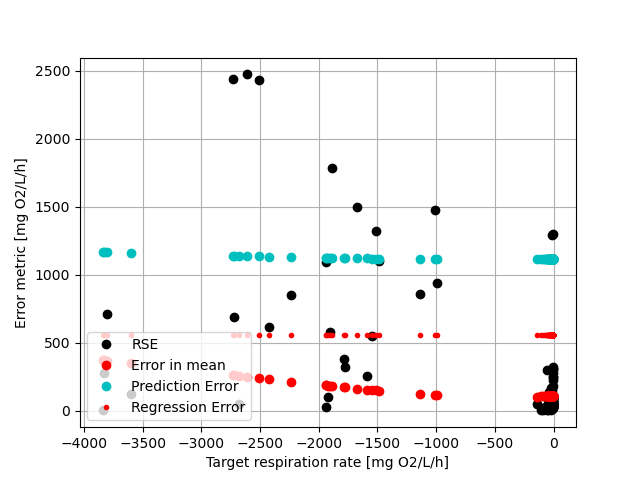 2500
2000
1500
1000
500
0
Error metric [mg O2/L/h]
RSE
Error in mean
Prediction Error
Regression Error
−4000 −3500 −3000 −2500 −2000 −1500 −1000 −500 0
Target respiration rate [mg O2/L/h]